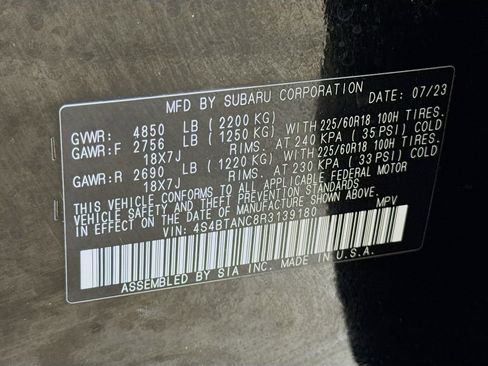 MFD BY SUBARU CORPORATION DATE: 07/23
GVWR: 4850 LB (2200 KG)
GAWR:F 2756 LB (1250 KG) WITH 225/60R18 100H TIRES.
18X7J RIMS. AT 240 KPA (35 PSI) COLD
GAWR:R 2690 LB (1220 KG) WITH 225/60R18 100H TIRES.
18X7J RIMS. AT 230 KPA (33 PSI) COLD
THIS VEHICLE CONFORMS TO ALL APPLICABLE FEDERAL MOTOR
VEHICLE SAFETY AND THEFT PREVENTION STANDARDS
IN EFFECT ON THE DATE OF MANUFACTURE SHOWN ABOVE.
VIN: 4S4BTANC8R3139180 MPV
ASSEMBLED BY SIA INC. MADE IN U.S.A.